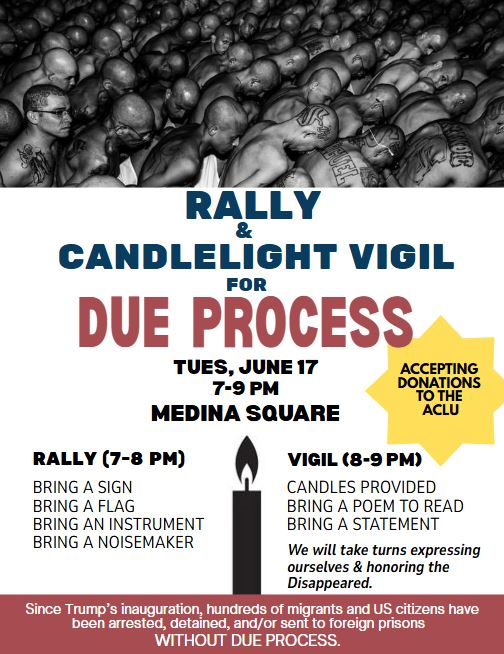 RALLY
&
CANDLELIGHT VIGIL
FOR
DUE PROCESS
TUES, JUNE 17
7-9 PM
MEDINA SQUARE
ACCEPTING
DONATIONS
TO THE
ACLU
RALLY (7-8 PM)
BRING A SIGN
BRING A FLAG
BRING AN INSTRUMENT
BRING A NOISEMAKER
VIGIL (8-9 PM)
CANDLES PROVIDED
BRING A POEM TO READ
BRING A STATEMENT
We will take turns expressing
ourselves & honoring the
Disappeared.
Since Trump's inauguration, hundreds of migrants and US citizens have
been arrested, detained, and/or sent to foreign prisons
WITHOUT DUE PROCESS.